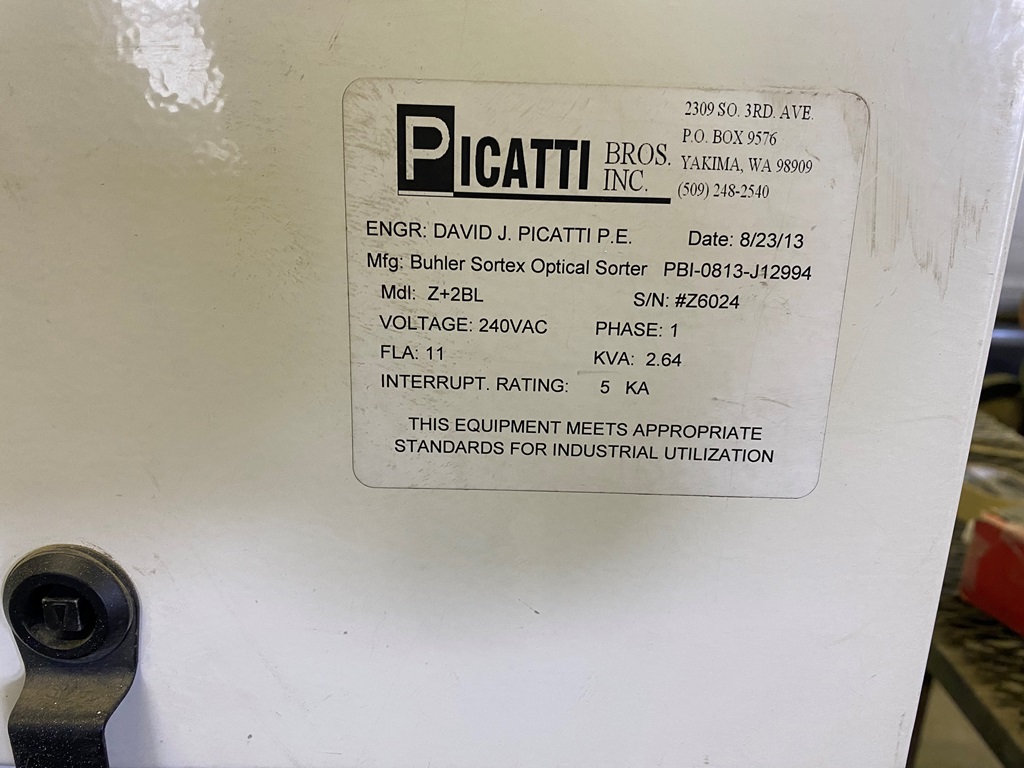 PICATTI BROS. INC.
2309 SO. 3RD. AVE.
P.O. BOX 9576
YAKIMA, WA 98909
(509) 248-2540
ENGR: DAVID J. PICATTI P.E. Date: 8/23/13
Mfg: Buhler Sortex Optical Sorter PBI-0813-J12994
Mdl: Z+2BL S/N: #Z6024
VOLTAGE: 240VAC PHASE: 1
FLA: 11 KVA: 2.64
INTERRUPT. RATING: 5 KA
THIS EQUIPMENT MEETS APPROPRIATE
STANDARDS FOR INDUSTRIAL UTILIZATION